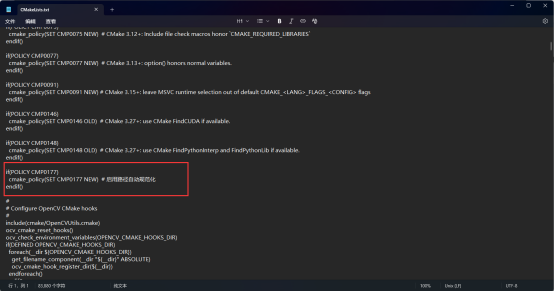 CMakeLists.txt
文件 编辑 查看
H1
B I
cmake_policy(SET CMP0075 NEW) # CMake 3.12+: Include file check macros honor `CMAKE_REQUIRED_LIBRARIES`
endif()
if(POLICY CMP0077)
cmake_policy(SET CMP0077 NEW) # CMake 3.13+: option() honors normal variables.
endif()
if(POLICY CMP0091)
cmake_policy(SET CMP0091 NEW) # CMake 3.15+: leave MSVC runtime selection out of default CMAKE_<LANG>_FLAGS_<CONFIG> flags
endif()
if(POLICY CMP0146)
cmake_policy(SET CMP0146 OLD) # CMake 3.27+: use CMake FindCUDA if available.
endif()
if(POLICY CMP0148)
cmake_policy(SET CMP0148 OLD) # CMake 3.27+: use CMake FindPythonInterp and FindPythonLib if available.
endif()
if(POLICY CMP0177)
cmake_policy(SET CMP0177 NEW) # 启用路径自动规范化
endif()
#
# Configure OpenCV CMake hooks
#
include(cmake/OpenCVUtils.cmake)
ocv_cmake_reset_hooks()
ocv_check_environment_variables(OPENCV_CMAKE_HOOKS_DIR)
if(DEFINED OPENCV_CMAKE_HOOKS_DIR)
foreach(__dir ${OPENCV_CMAKE_HOOKS_DIR})
get_filename_component(__dir "${__dir}" ABSOLUTE)
ocv_cmake_hook_register_dir(${__dir})
endforeach()
行 1，列 1 个字符 纯文本 100% Unix UTF-8